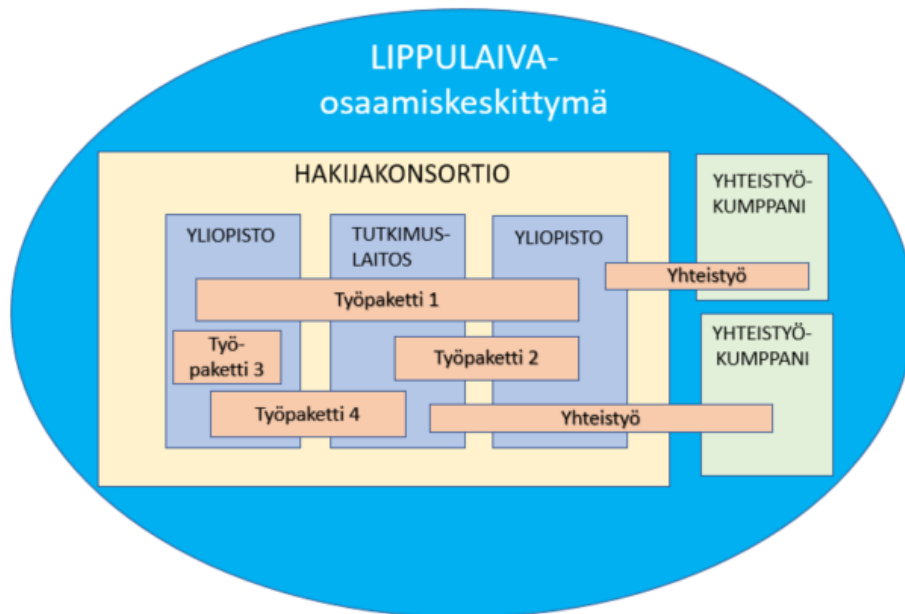 LIPPULAIVA-
osaamiskeskittymä
HAKIJAKONSORTIO
YLIOPISTO
TUTKIMUS-
LAITOS
YLIOPISTO
YHTEISTYÖ-
KUMPPANI
Yhteistyö
Työpaketti 1
Työ-
paketti 3
Työpaketti 2
YHTEISTYÖ-
KUMPPANI
Työpaketti 4
Yhteistyö